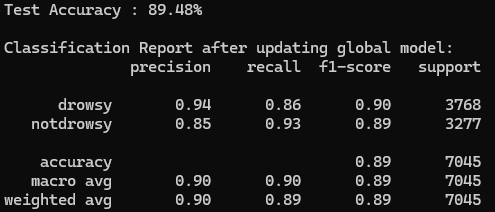 Test Accuracy : 89.48%
Classification Report after updating global model:
precision recall f1-score support
drowsy 0.94 0.86 0.90 3768
notdrowsy 0.85 0.93 0.89 3277
accuracy 0.89 7045
macro avg 0.90 0.90 0.89 7045
weighted avg 0.90 0.89 0.89 7045